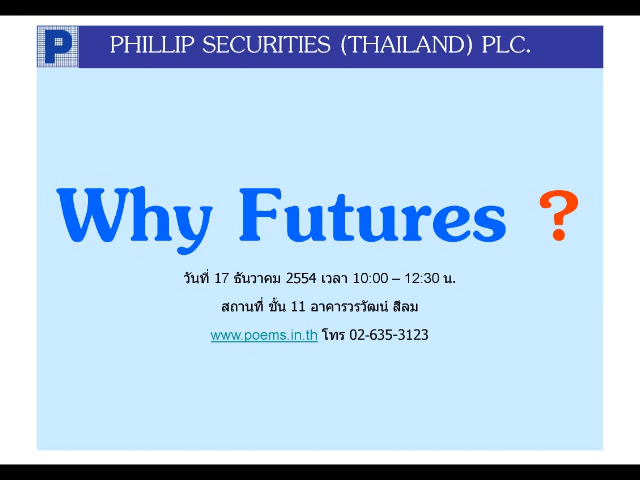 P PHILLIP SECURITIES (THAILAND) PLC.
Why Futures ?
วันที่ 17 ธันวาคม 2554 เวลา 10:00 – 12:30 น.
สถานที่ ชั้น 11 อาคารวรวัฒน์ สีลม
www.poems.in.th โทร 02-635-3123